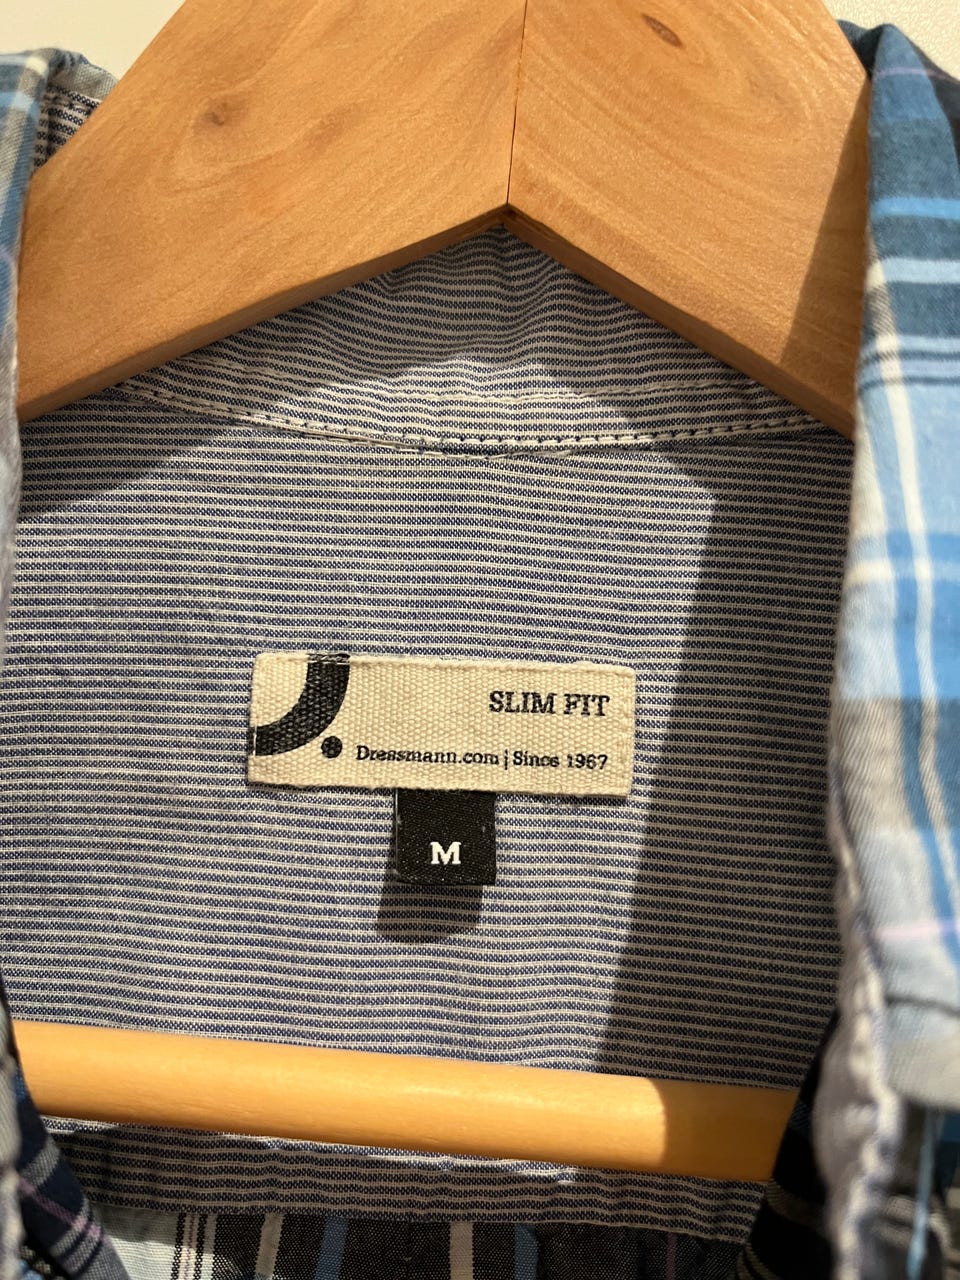 SLIM FIT
Dressmann.com | Since 1967
M